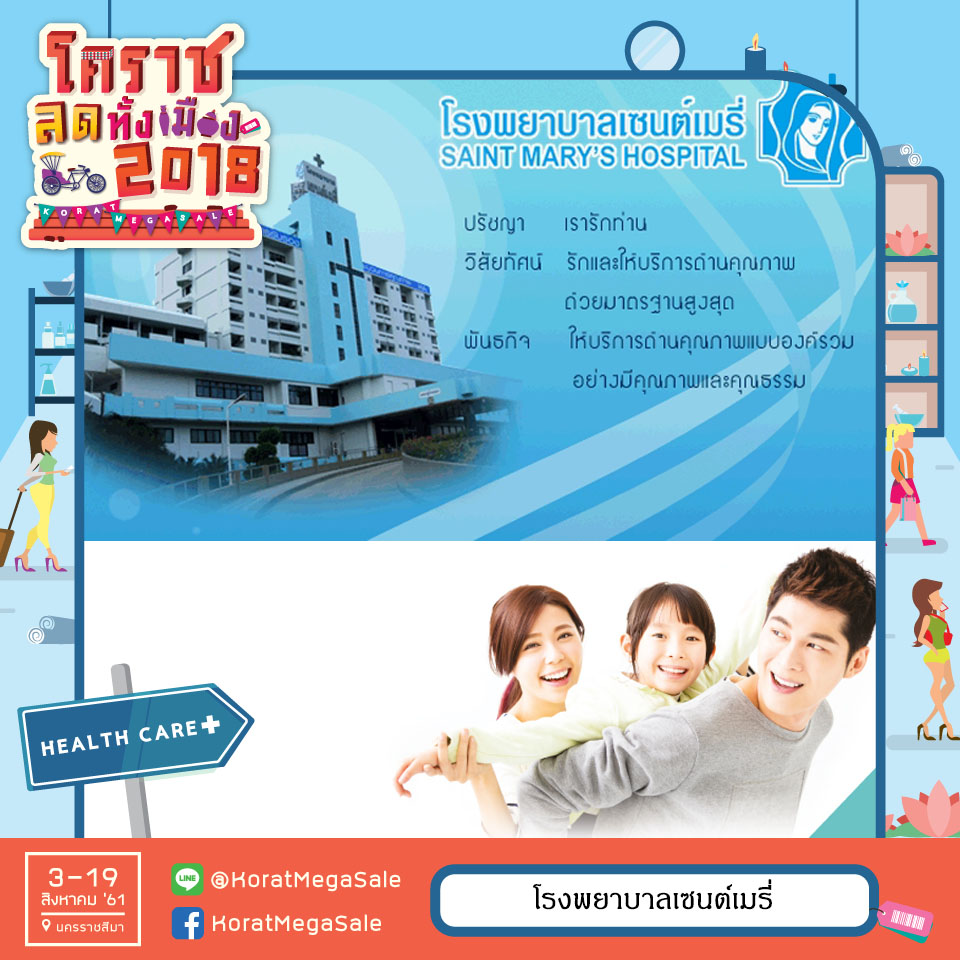 โคราช
ลดทั้งเมือง
2018
KORAT MEGASALE
โรงพยาบาลเซนต์เมรี่
SAINT MARY'S HOSPITAL
ปรัชญา เรารักท่าน
วิสัยทัศน์ รักและให้บริการด้านคุณภาพ
ด้วยมาตรฐานสูงสุด
พันธกิจ ให้บริการด้านคุณภาพแบบองค์รวม
อย่างมีคุณภาพและคุณธรรม
HEALTH CARE+
3-19
สิงหาคม '61
นครราชสีมา
LINE
@KoratMegaSale
KoratMegaSale
โรงพยาบาลเซนต์เมรี่